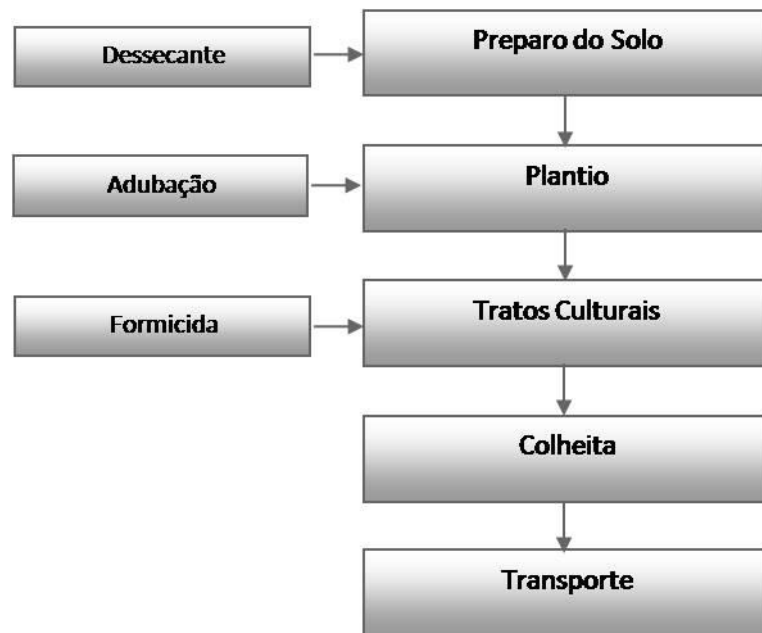 Dessecante
Preparo do Solo
Adubação
Plantio
Formicida
Tratos Culturais
Colheita
Transporte